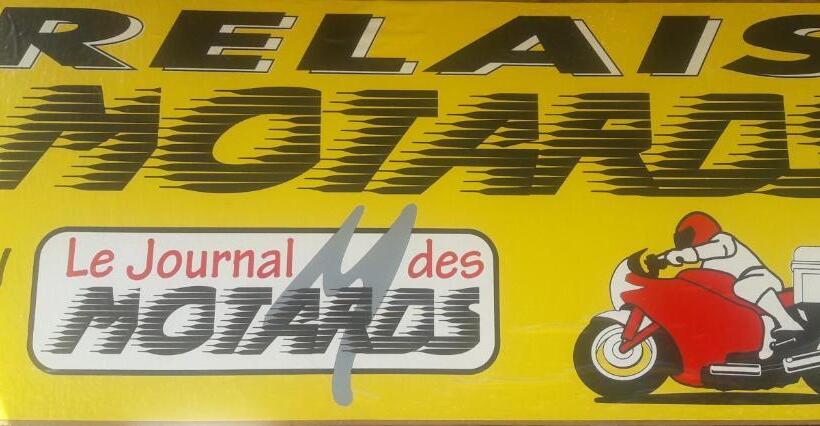 RELAIS
MOTARDS
Le Journal des
MOTARDS